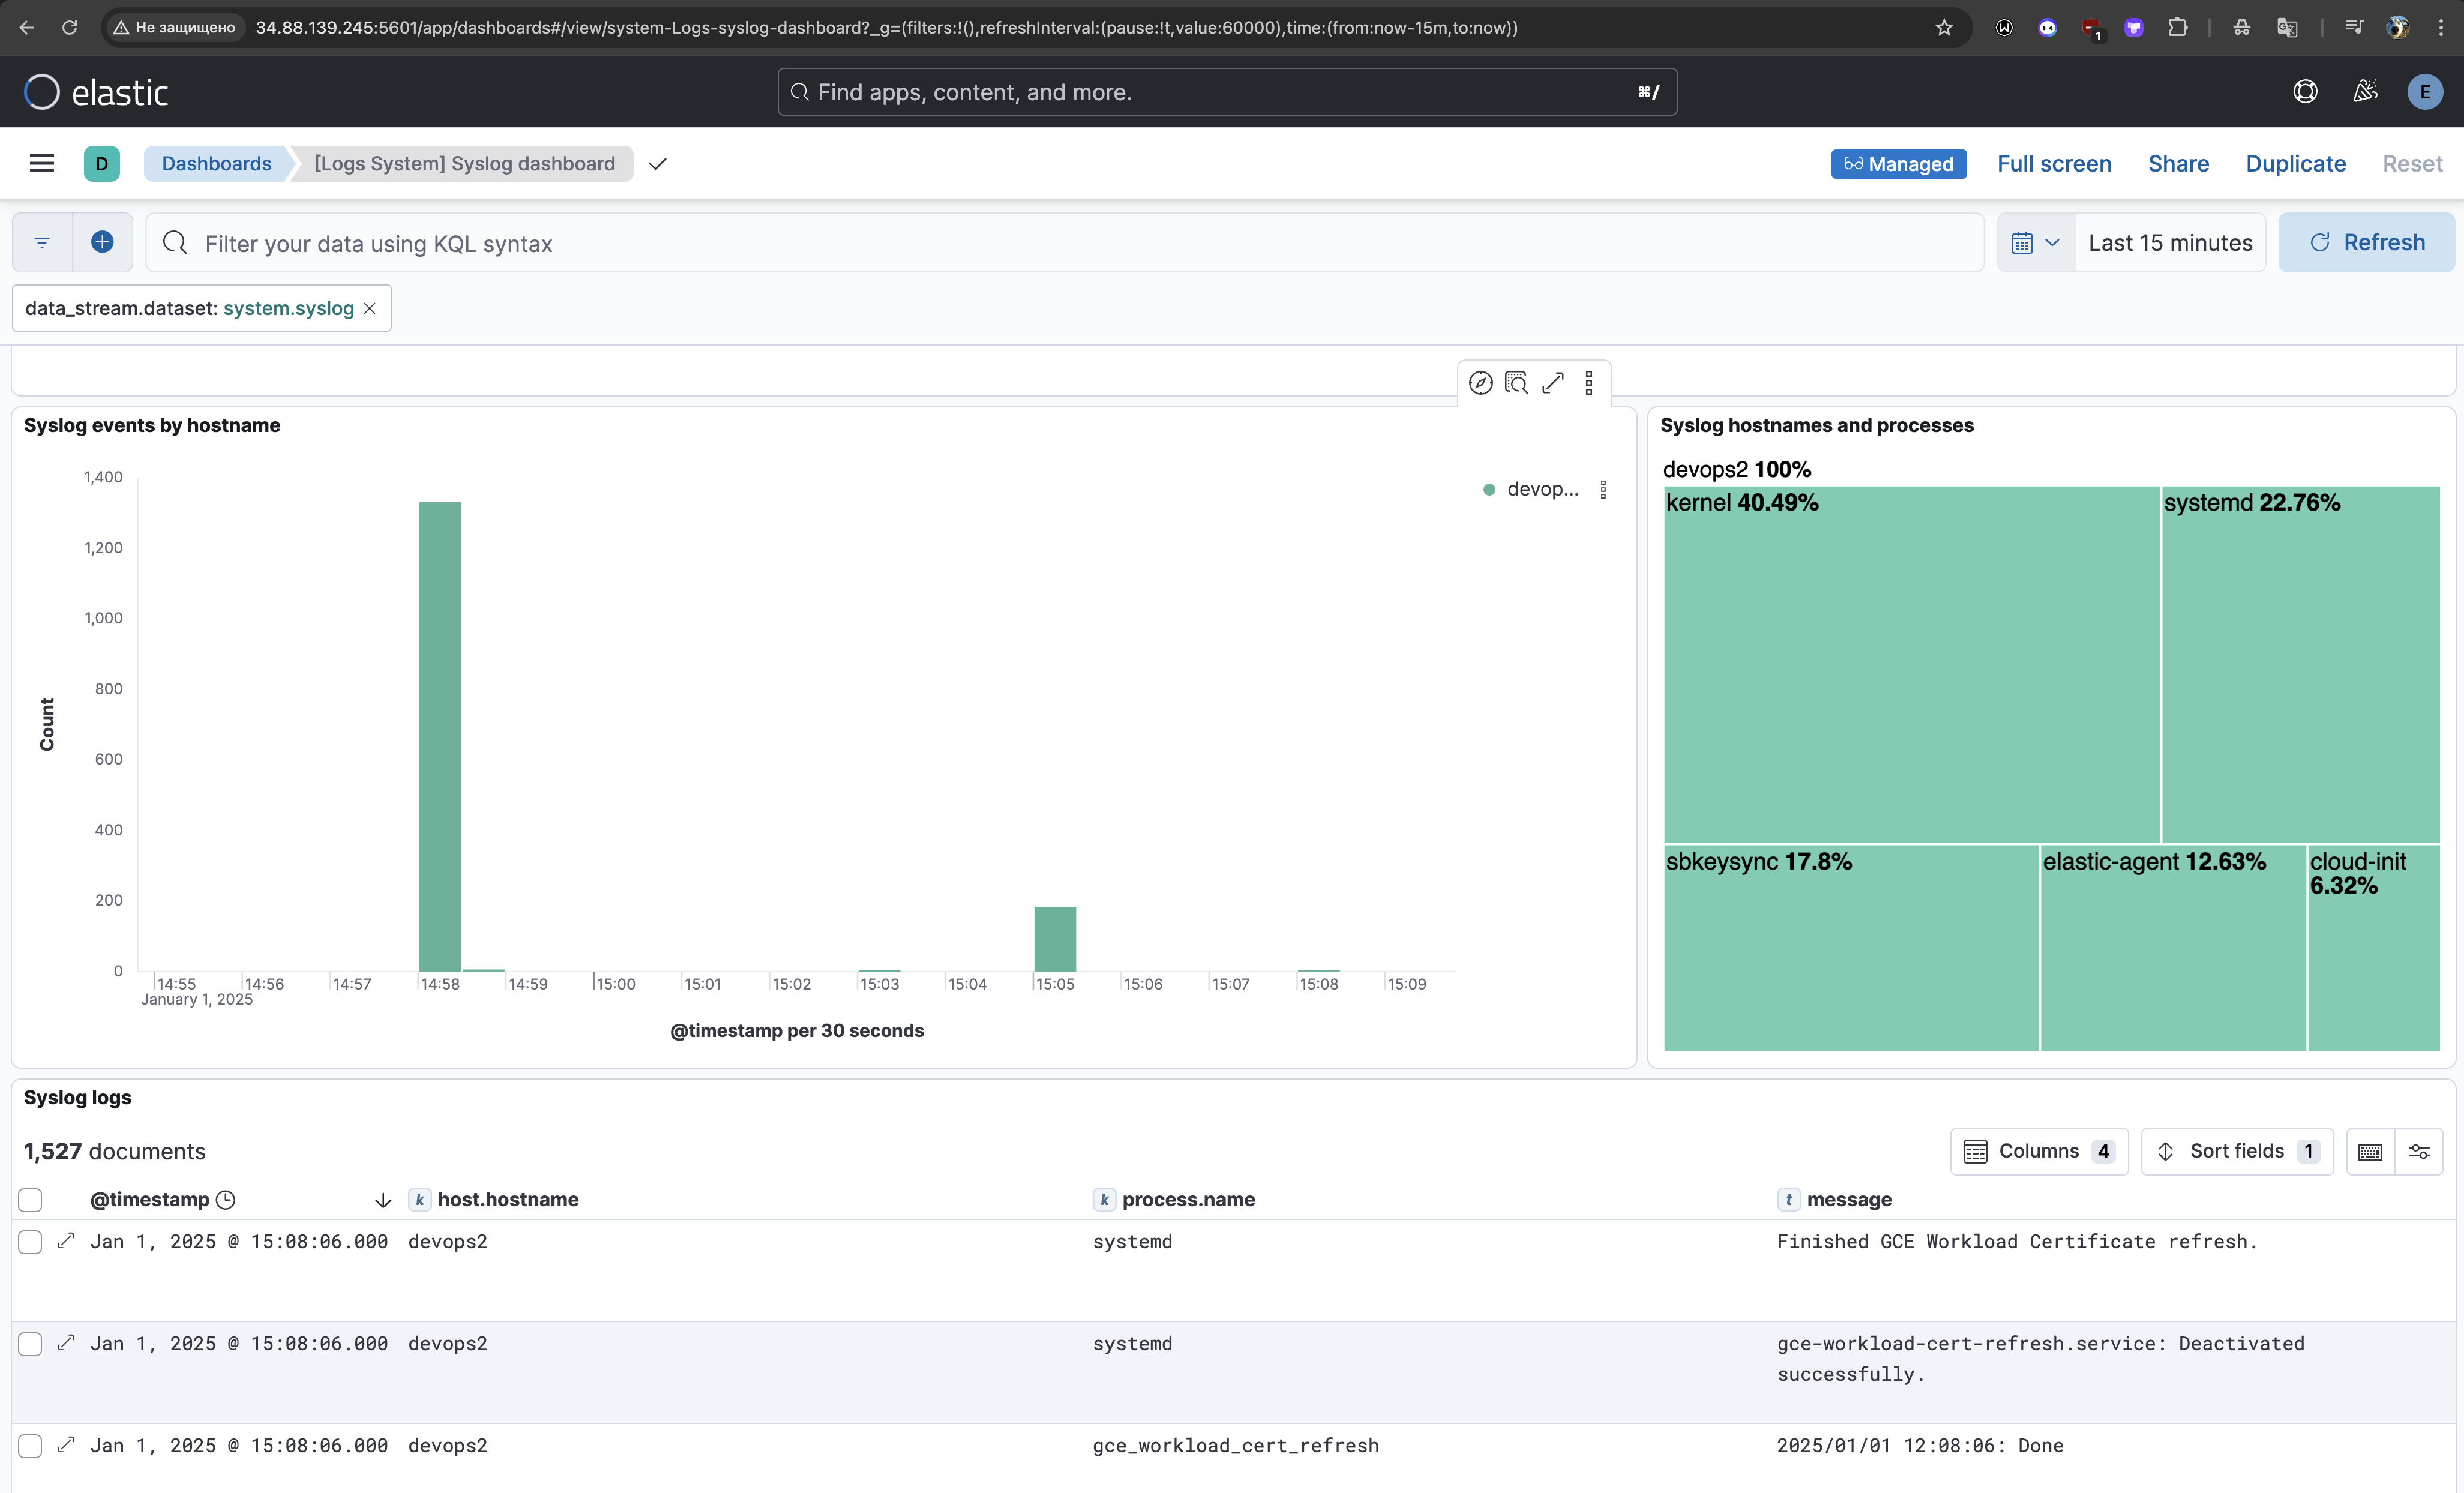 Не защищено
34.88.139.245:5601/app/dashboards#/view/system-Logs-syslog-dashboard?_g=(filters:!(),refreshInterval:(pause:!t,value:60000),time:(from:now-15m,to:now))
1
elastic
Find apps, content, and more.
⌘/
E
D
Dashboards
[Logs System] Syslog dashboard
Managed
Full screen
Share
Duplicate
Reset
Filter your data using KQL syntax
Last 15 minutes
Refresh
data_stream.dataset: system.syslog
Syslog events by hostname
1,400
1,200
1,000
800
600
400
200
0
Count
devop...
14:55
14:56
14:57
14:58
14:59
15:00
15:01
15:02
15:03
15:04
15:05
15:06
15:07
15:08
15:09
January 1, 2025
@timestamp per 30 seconds
Syslog hostnames and processes
devops2 100%
kernel 40.49%
systemd 22.76%
sbkeysync 17.8%
elastic-agent 12.63%
cloud-init
6.32%
Syslog logs
1,527 documents
Columns 4
Sort fields 1
@timestamp
k host.hostname
k process.name
t message
Jan 1, 2025 @ 15:08:06.000 devops2 systemd Finished GCE Workload Certificate refresh.
Jan 1, 2025 @ 15:08:06.000 devops2 systemd gce-workload-cert-refresh.service: Deactivated
successfully.
Jan 1, 2025 @ 15:08:06.000 devops2 gce_workload_cert_refresh 2025/01/01 12:08:06: Done